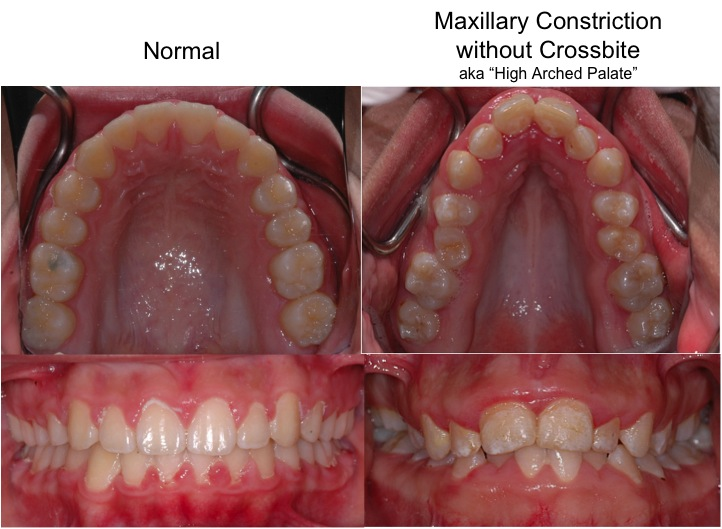 Normal
Maxillary Constriction
without Crossbite
aka “High Arched Palate”